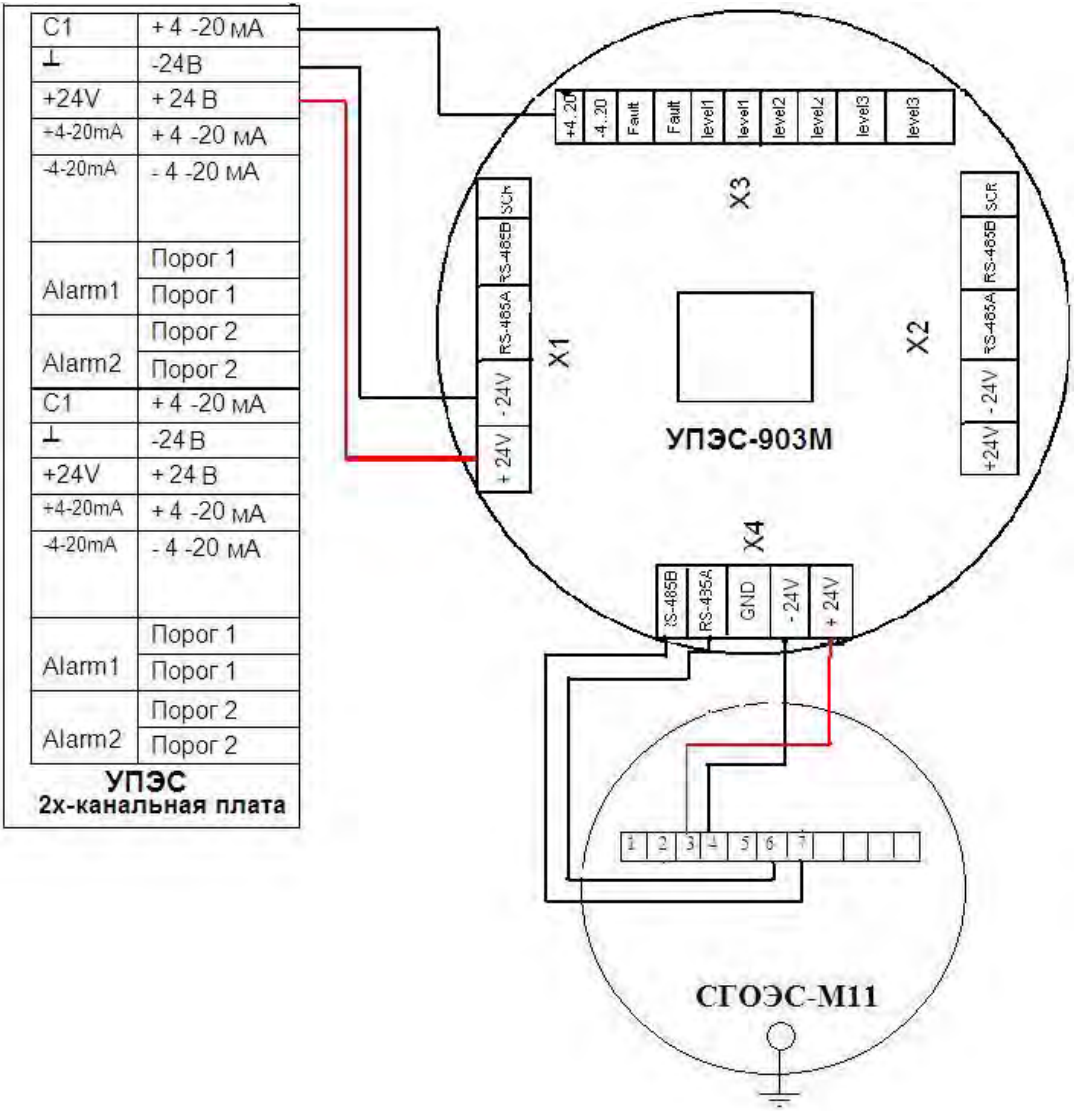 C1 +4 -20 мА
⊥ -24В
+24V +24 В
+4-20mA +4 -20 мА
-4-20mA - 4 -20 мА
Порог 1
Alarm1 Порог 1
Порог 2
Alarm2 Порог 2
C1 +4 -20 мА
⊥ -24В
+24V +24 В
+4-20mA +4 -20 мА
-4-20mA - 4 -20 мА
Порог 1
Alarm1 Порог 1
Порог 2
Alarm2 Порог 2
УПЭС
2х-канальная плата
+4..20 -4..20 Fault Fault level1 level1 level2 level2 level3 level3
X3
SCR RS-485B RS-485A - 24V + 24V
X1
SCR RS-485B RS-485A - 24V +24V
X2
УПЭС-903М
X4
RS-485B RS-485A GND - 24V + 24V
1 2 3 4 5 6 7
СГОЭС-М11